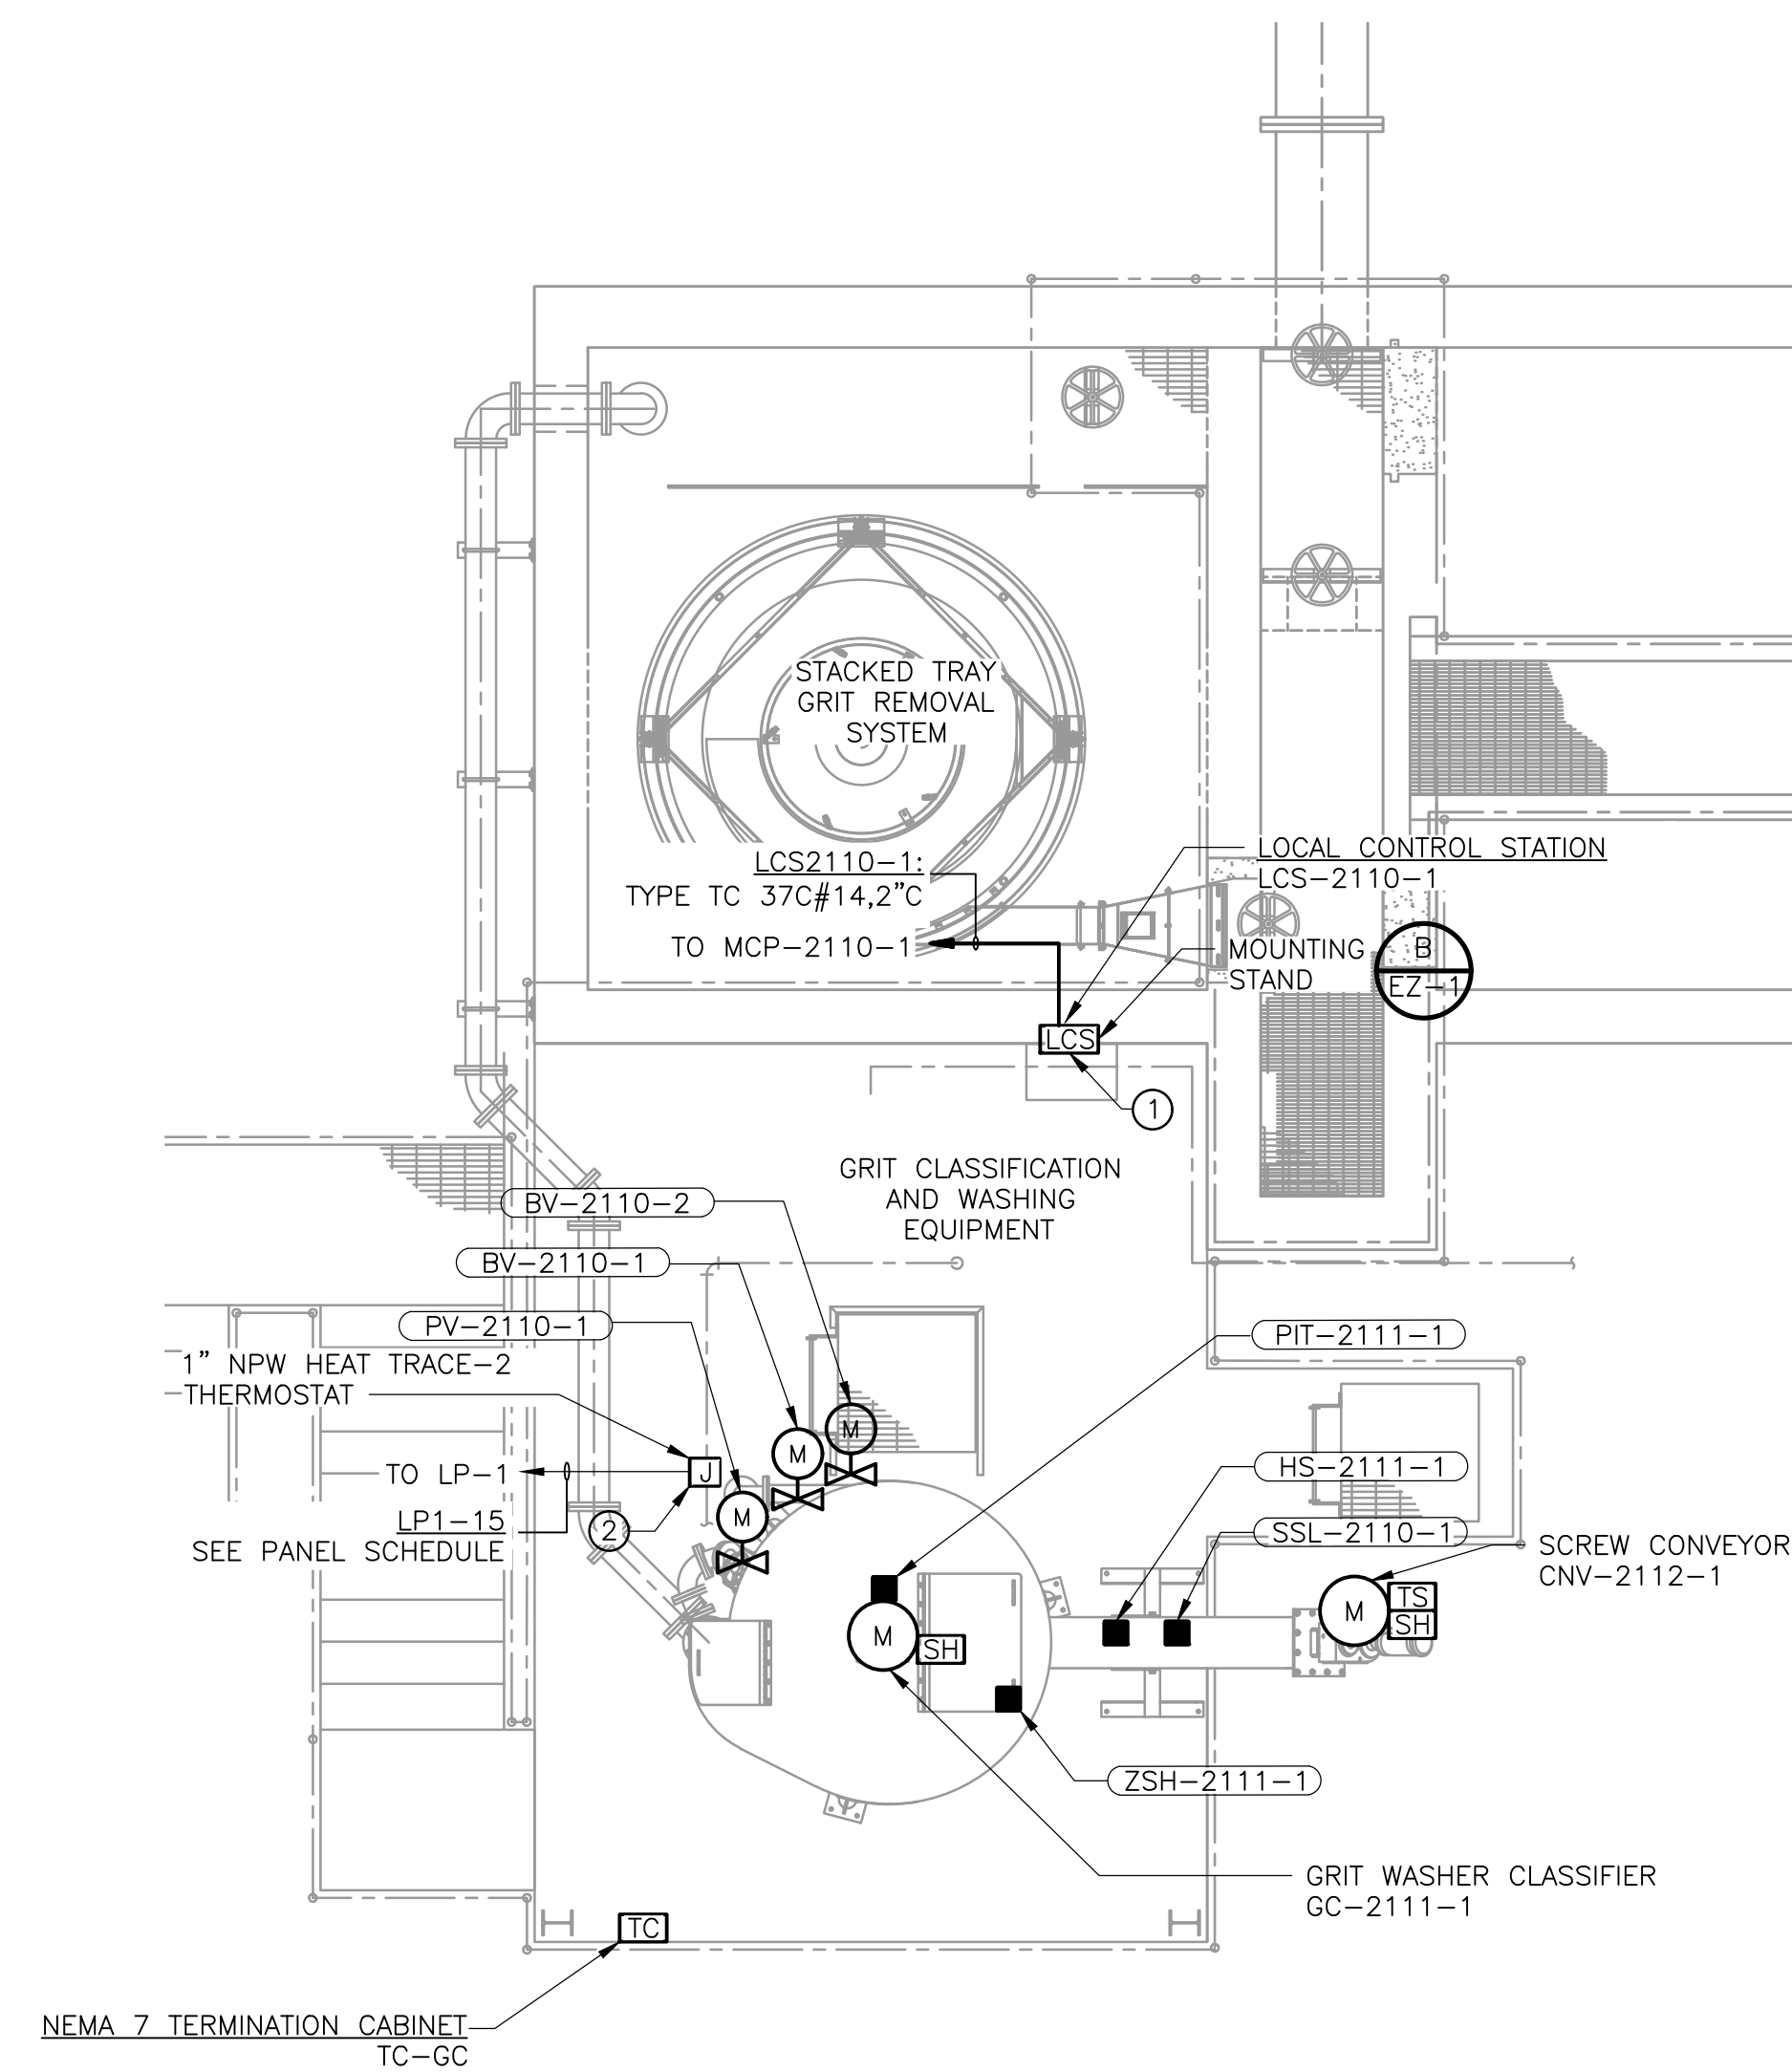 STACKED TRAY
GRIT REMOVAL
SYSTEM
LCS2110-1:
TYPE TC 37C#14,2"C
TO MCP-2110-1
LOCAL CONTROL STATION
LCS-2110-1
MOUNTING
STAND
B
EZ-1
LCS
1
GRIT CLASSIFICATION
AND WASHING
EQUIPMENT
BV-2110-2
BV-2110-1
PV-2110-1
1" NPW HEAT TRACE-2
THERMOSTAT
PIT-2111-1
M
M
M
J
TO LP-1
LP1-15
SEE PANEL SCHEDULE
2
HS-2111-1
SSL-2110-1
SCREW CONVEYOR
CNV-2112-1
M
TS
SH
M
SH
ZSH-2111-1
GRIT WASHER CLASSIFIER
GC-2111-1
TC
NEMA 7 TERMINATION CABINET
TC-GC